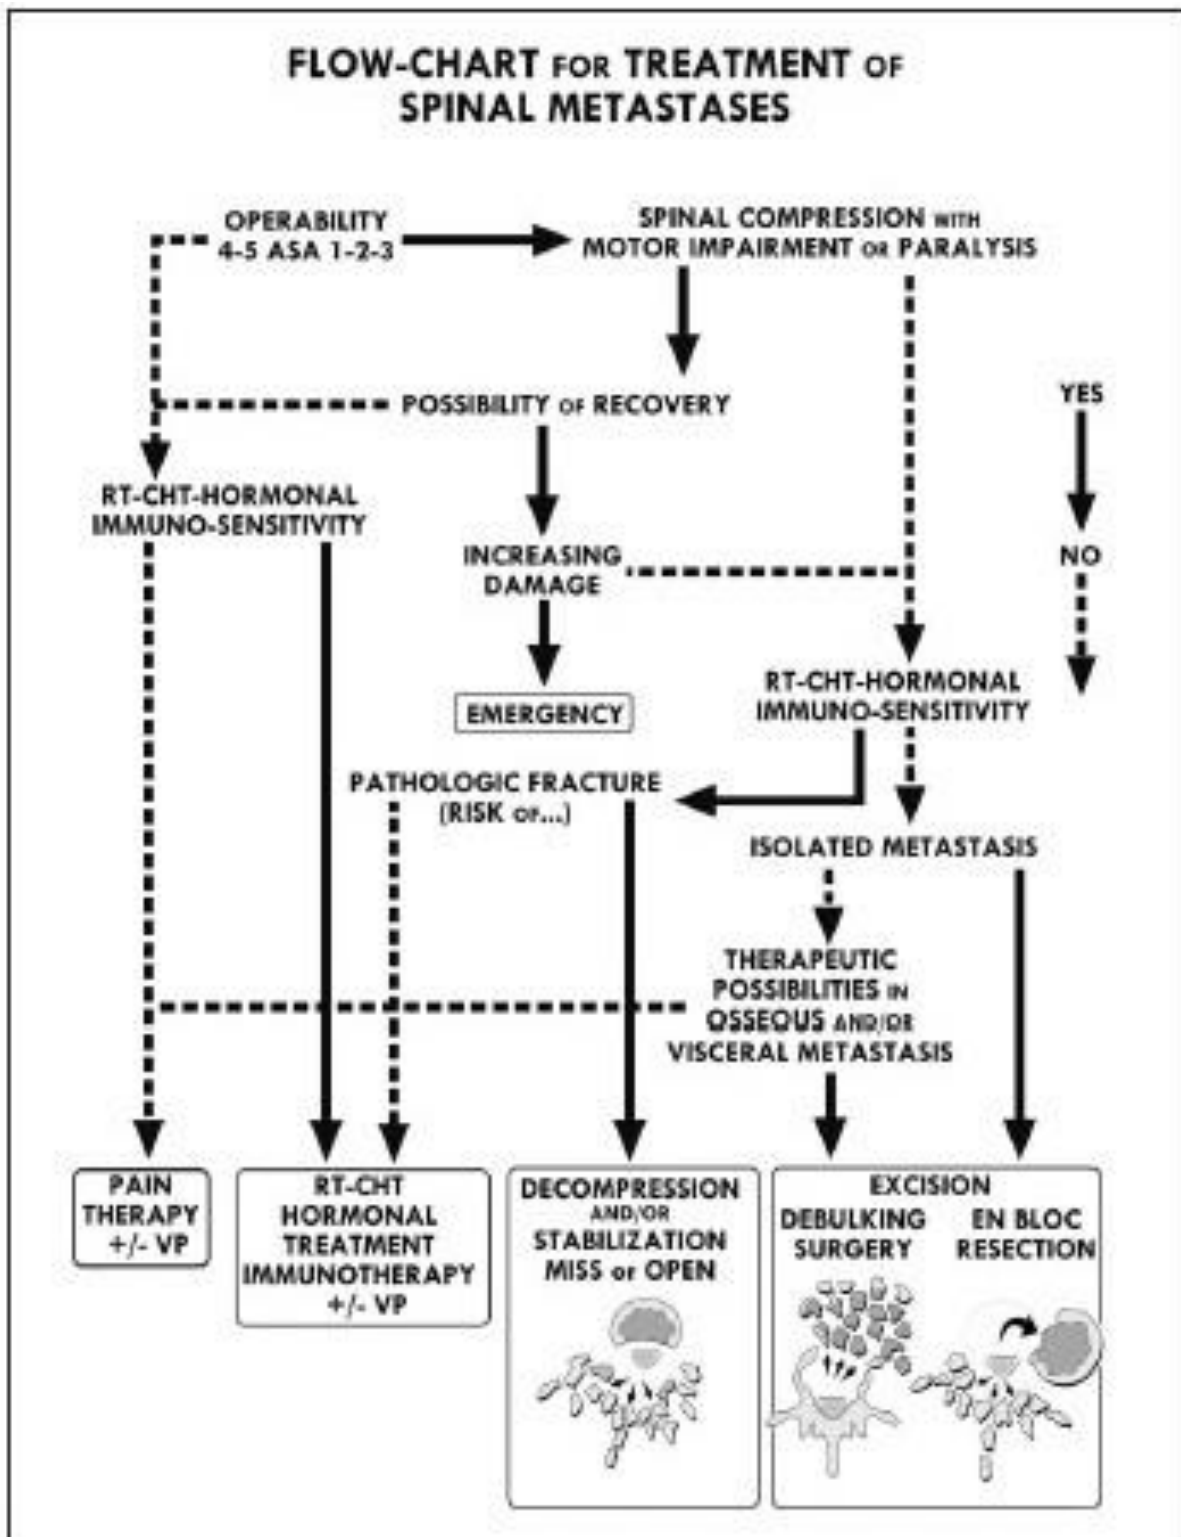 FLOW-CHART FOR TREATMENT OF
SPINAL METASTASES
OPERABILITY
4-5 ASA 1-2-3
SPINAL COMPRESSION WITH
MOTOR IMPAIRMENT OR PARALYSIS
POSSIBILITY OF RECOVERY
YES
RT-CHT-HORMONAL
IMMUNO-SENSITIVITY
INCREASING
DAMAGE
NO
EMERGENCY
RT-CHT-HORMONAL
IMMUNO-SENSITIVITY
PATHOLOGIC FRACTURE
(RISK OF...)
ISOLATED METASTASIS
THERAPEUTIC
POSSIBILITIES IN
OSSEOUS AND/OR
VISCERAL METASTASIS
PAIN
THERAPY
+/- VP
RT-CHT
HORMONAL
TREATMENT
IMMUNOTHERAPY
+/- VP
DECOMPRESSION
AND/OR
STABILIZATION
MISS or OPEN
EXCISION
DEBULKING
SURGERY
EN BLOC
RESECTION